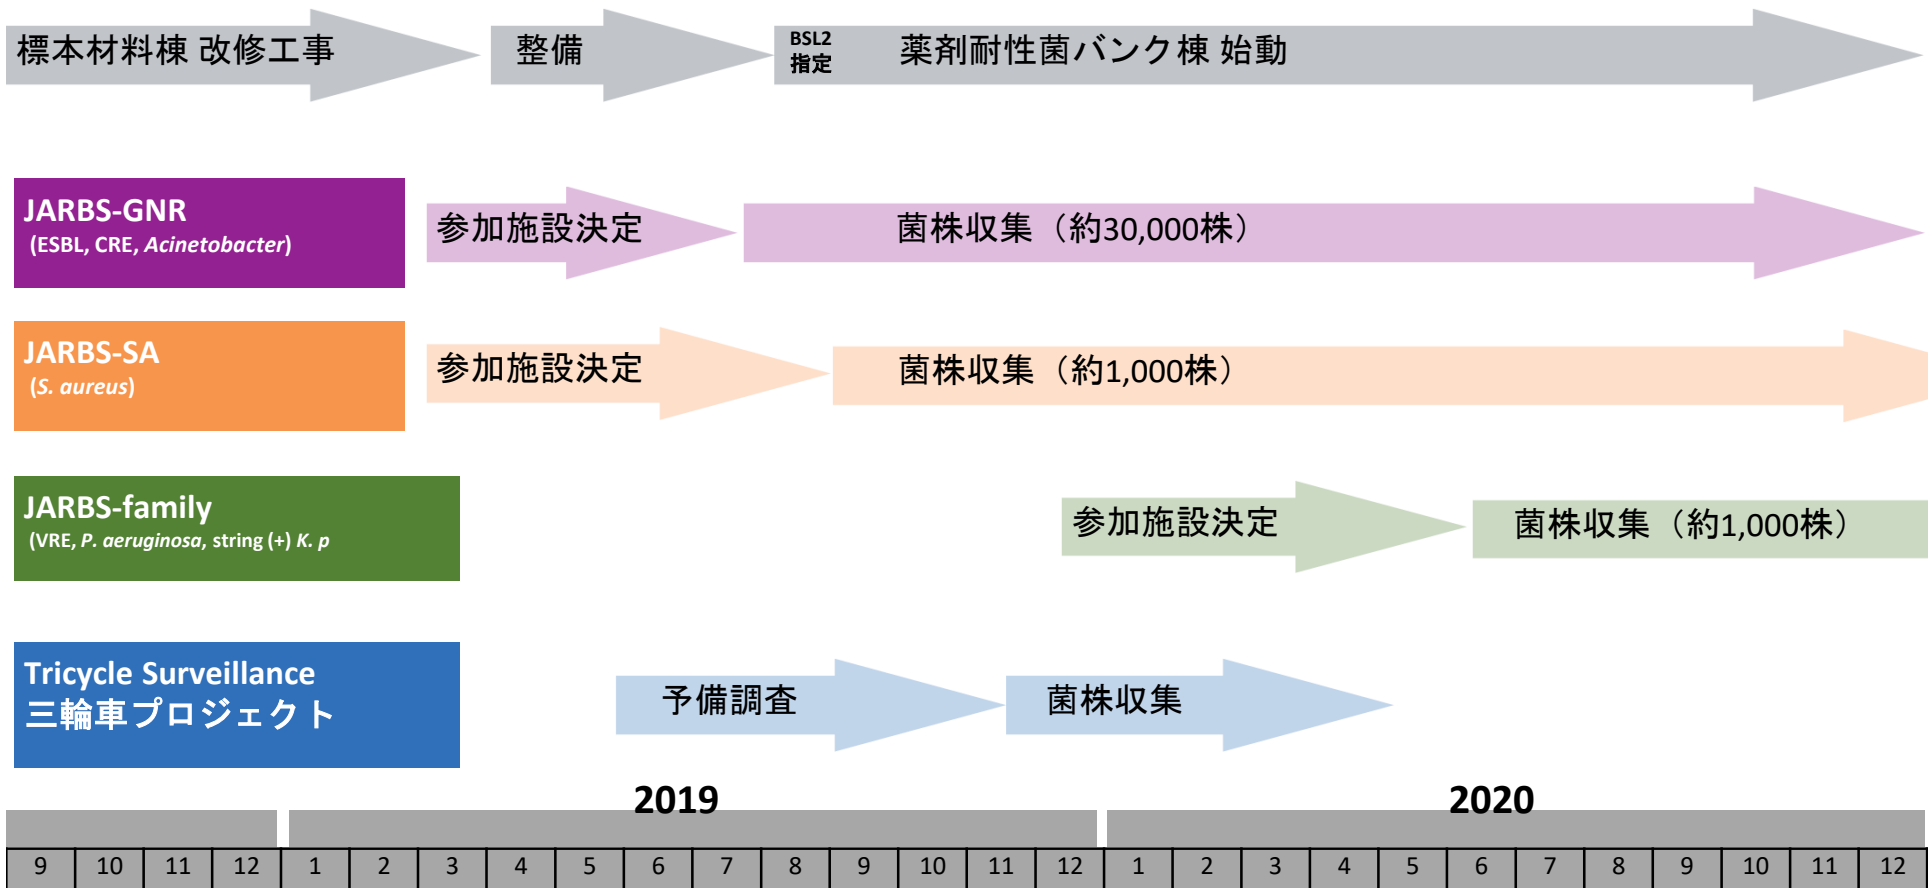 標本材料棟 改修工事
整備
BSL2
指定
薬剤耐性菌バンク棟 始動
JARBS-GNR
(ESBL, CRE, Acinetobacter)
参加施設決定
菌株収集（約30,000株）
JARBS-SA
(S. aureus)
参加施設決定
菌株収集（約1,000株）
JARBS-family
(VRE, P. aeruginosa, string (+) K. p
参加施設決定
菌株収集（約1,000株）
Tricycle Surveillance
三輪車プロジェクト
予備調査
菌株収集
2019
2020
9 10 11 12 1 2 3 4 5 6 7 8 9 10 11 12 1 2 3 4 5 6 7 8 9 10 11 12